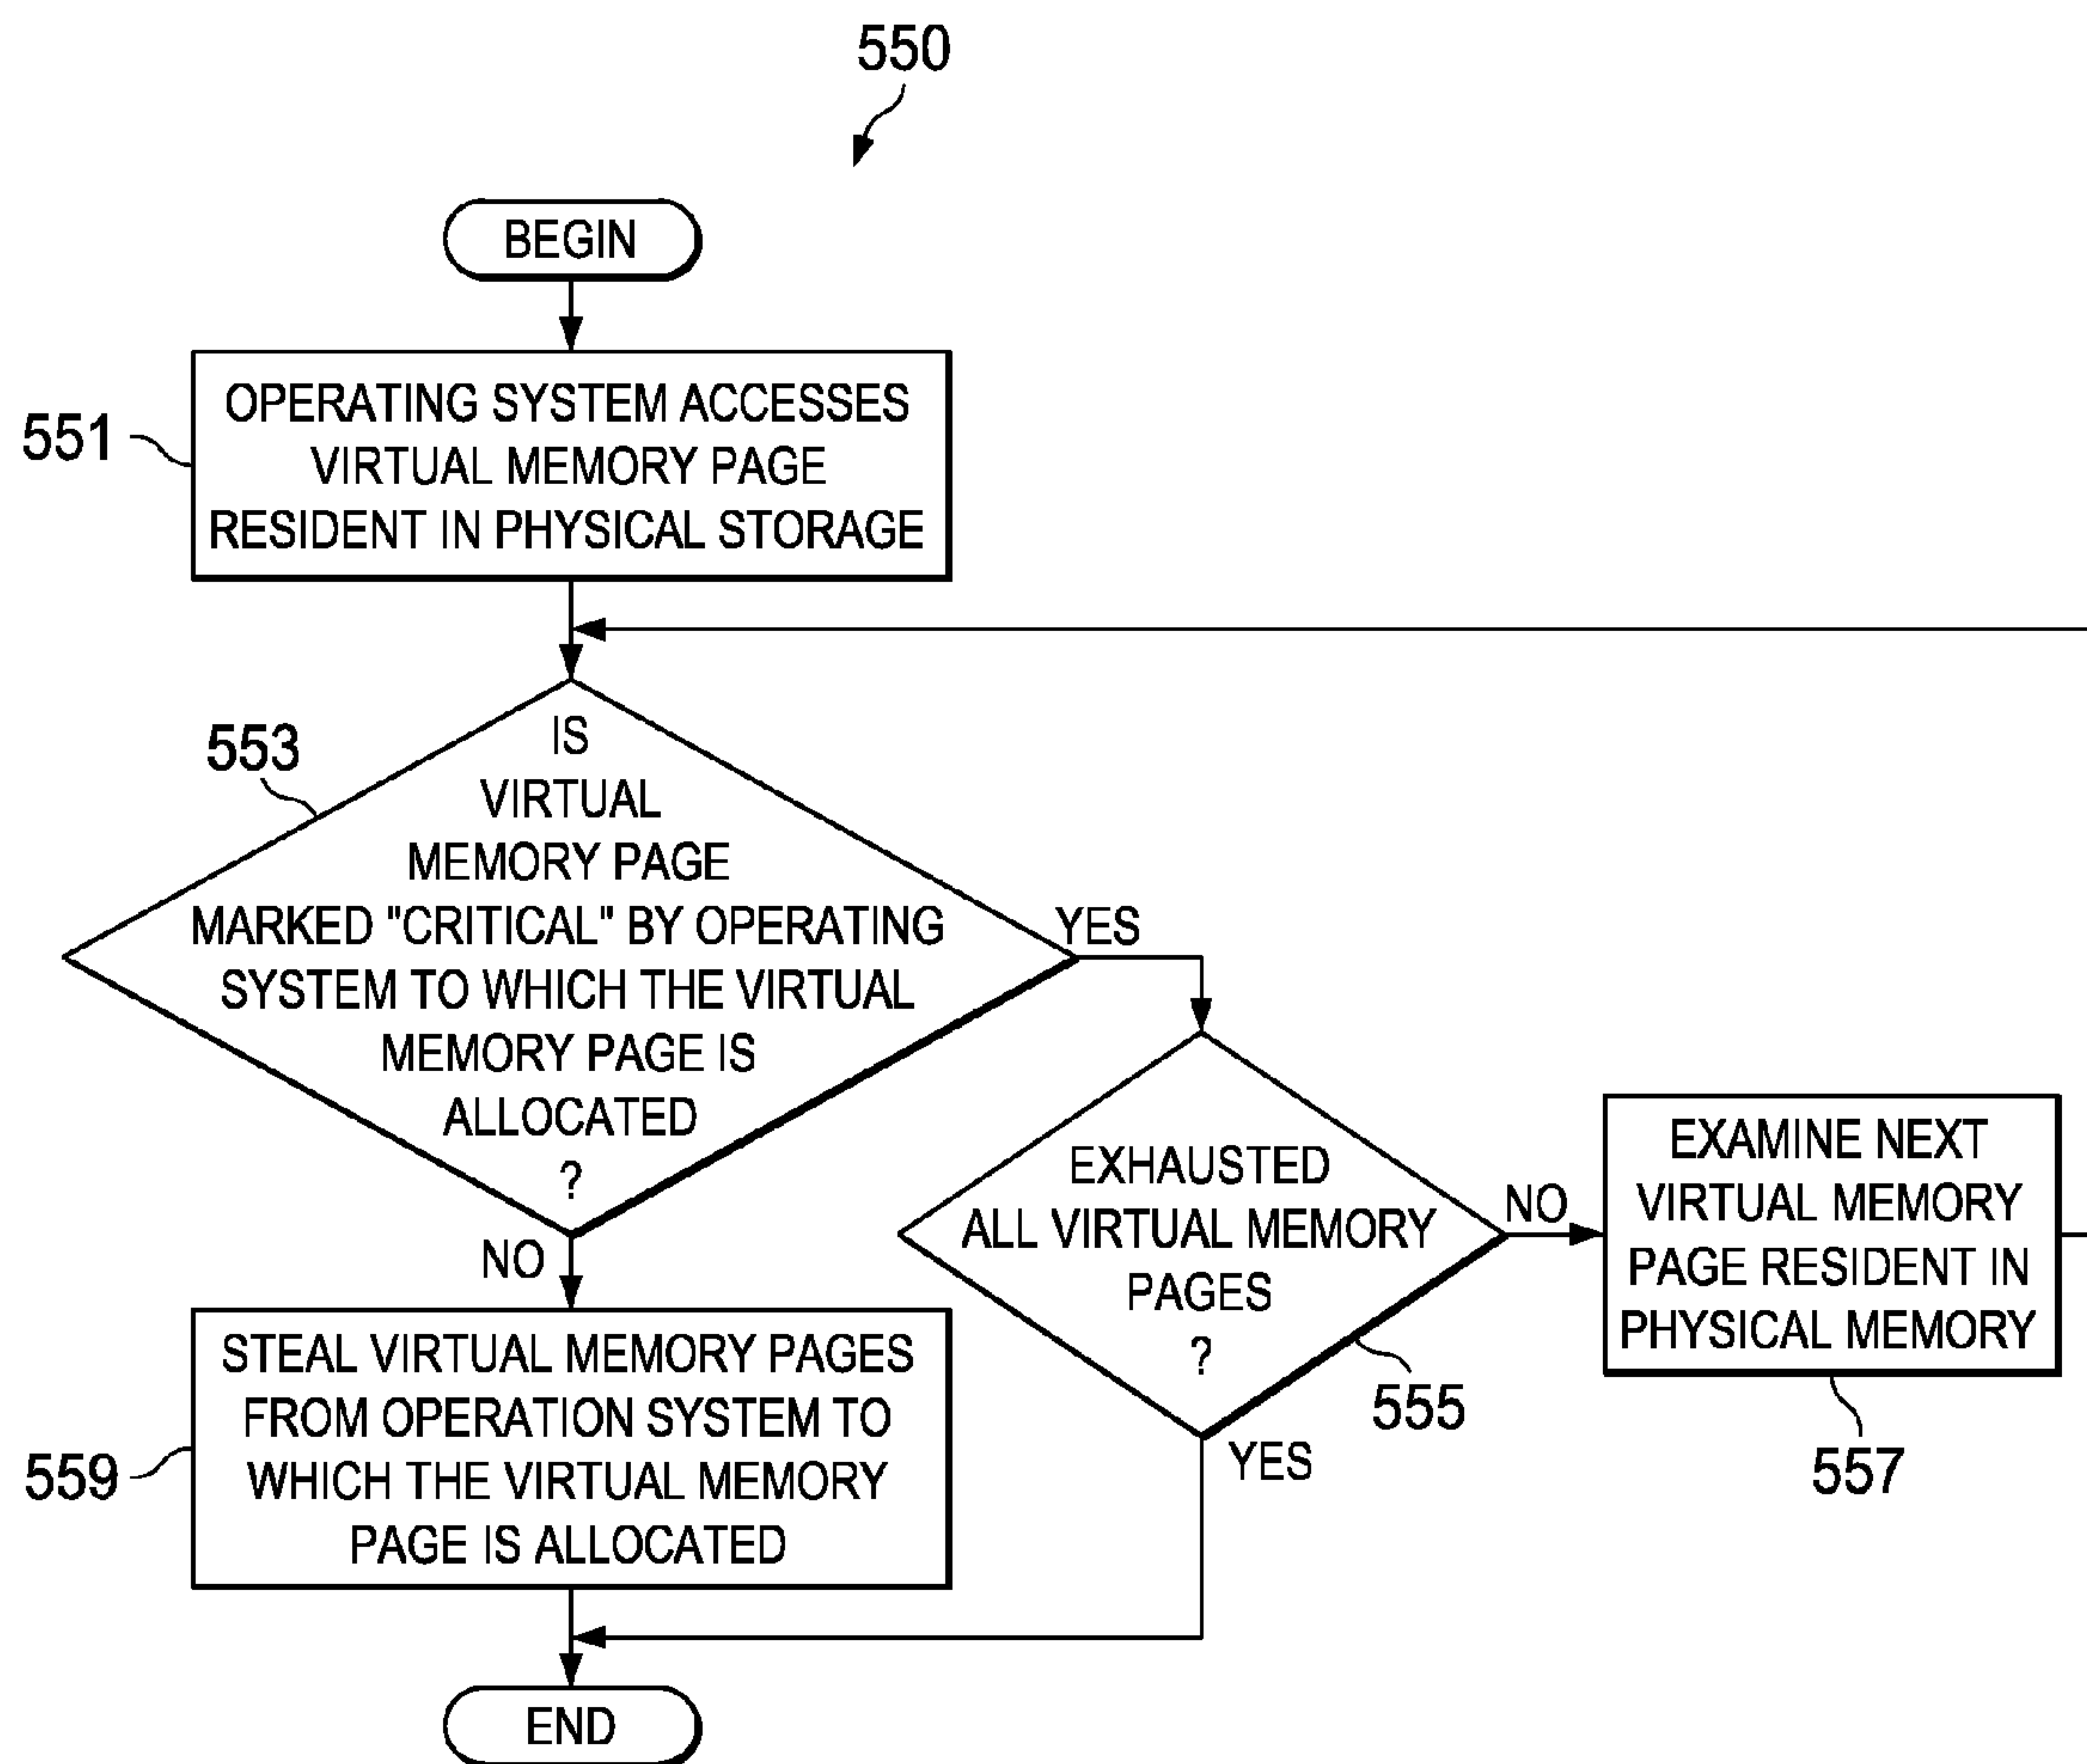 550
BEGIN
551
OPERATING SYSTEM ACCESSES
VIRTUAL MEMORY PAGE
RESIDENT IN PHYSICAL STORAGE
553
IS
VIRTUAL
MEMORY PAGE
MARKED "CRITICAL" BY OPERATING
SYSTEM TO WHICH THE VIRTUAL
MEMORY PAGE IS
ALLOCATED
?
YES
NO
EXHAUSTED
ALL VIRTUAL MEMORY
PAGES
?
555
NO
YES
EXAMINE NEXT
VIRTUAL MEMORY
PAGE RESIDENT IN
PHYSICAL MEMORY
557
559
STEAL VIRTUAL MEMORY PAGES
FROM OPERATION SYSTEM TO
WHICH THE VIRTUAL MEMORY
PAGE IS ALLOCATED
END